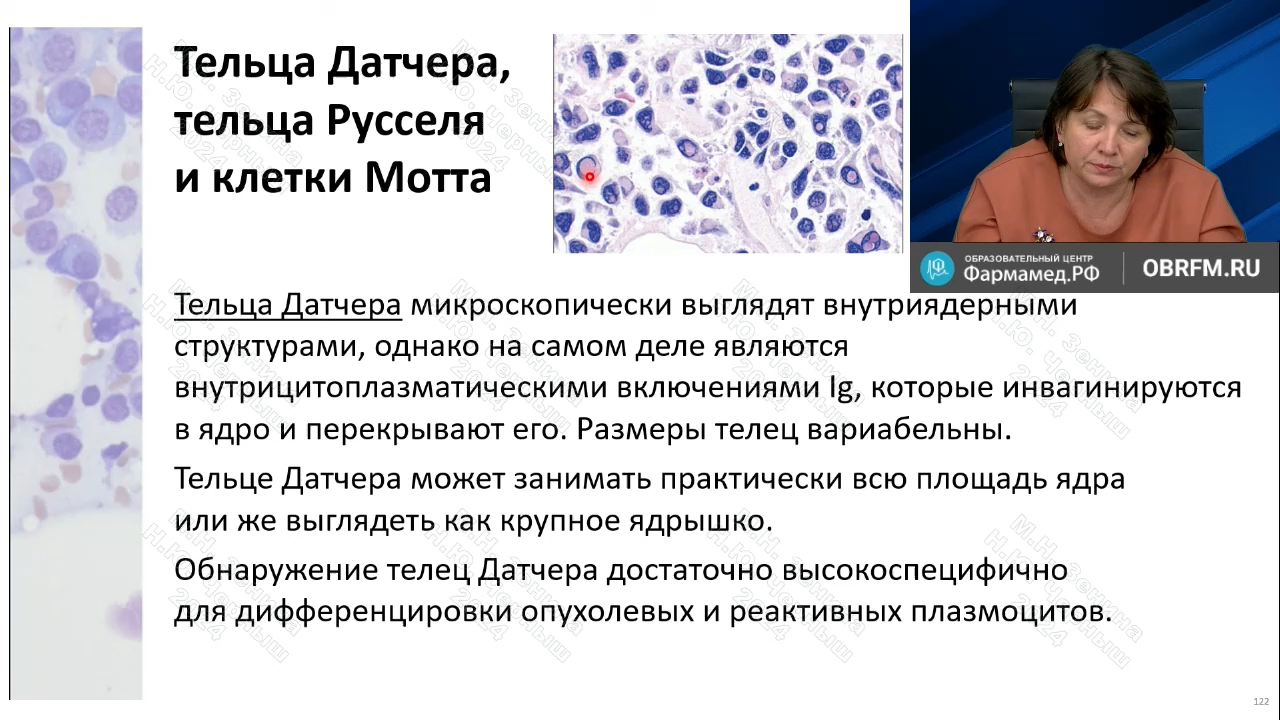 Тельца Датчера,
тельца Русселя
и клетки Мотта
ОБРАЗОВАТЕЛЬНЫЙ ЦЕНТР
Фармамед.РФ
OBRFM.RU
Тельца Датчера микроскопически выглядят внутриядерными
структурами, однако на самом деле являются
внутрицитоплазматическими включениями Ig, которые инвагинируются
в ядро и перекрывают его. Размеры телец вариабельны.
Тельце Датчера может занимать практически всю площадь ядра
или же выглядеть как крупное ядрышко.
Обнаружение телец Датчера достаточно высокоспецифично
для дифференцировки опухолевых и реактивных плазмоцитов.
М.Н. Зенина
Н.Ю. Черныш
2024
122